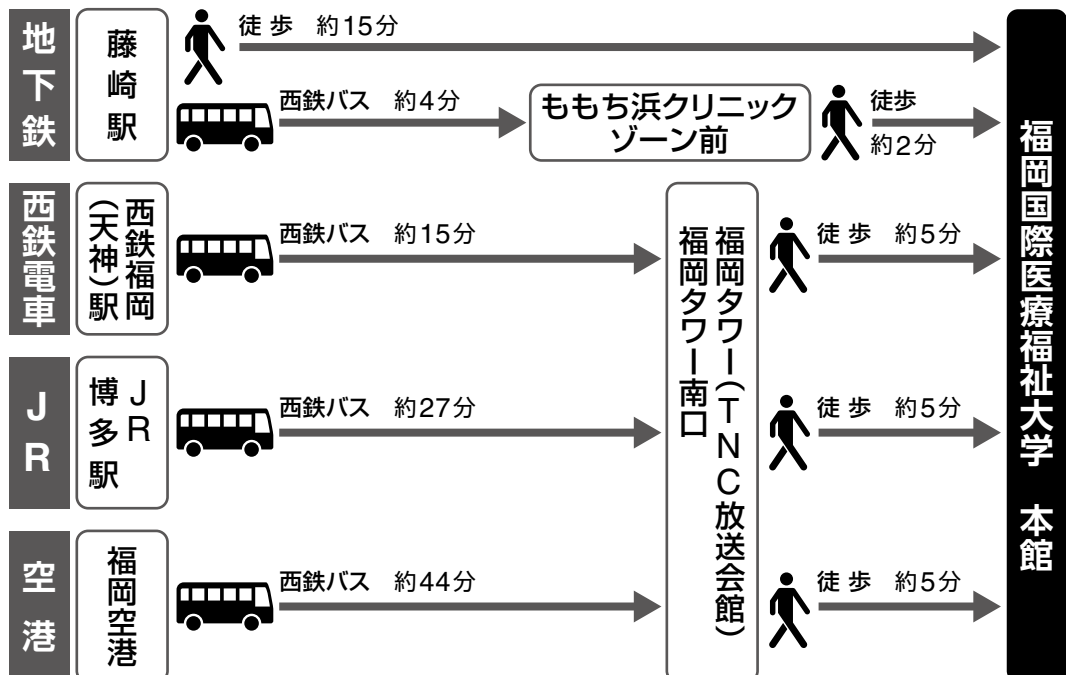 地下鉄
藤崎駅
徒歩 約15分
西鉄バス 約4分
ももち浜クリニック
ゾーン前
徒歩
約2分
西鉄電車
西鉄福岡
(天神)駅
西鉄バス 約15分
徒歩 約5分
JR
JR
博多駅
西鉄バス 約27分
徒歩 約5分
空港
福岡空港
西鉄バス 約44分
徒歩 約5分
福岡タワー(TNC放送会館)
福岡タワー南口
福岡国際医療福祉大学 本館